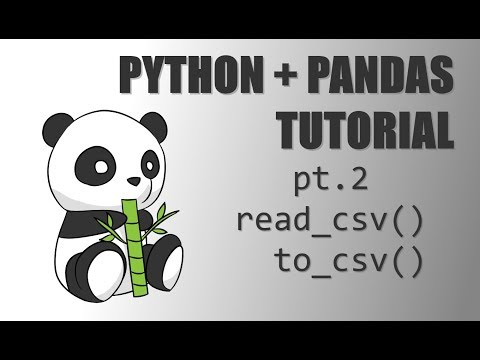 PYTHON + PANDAS
TUTORIAL
pt.2
read_csv()
to_csv()